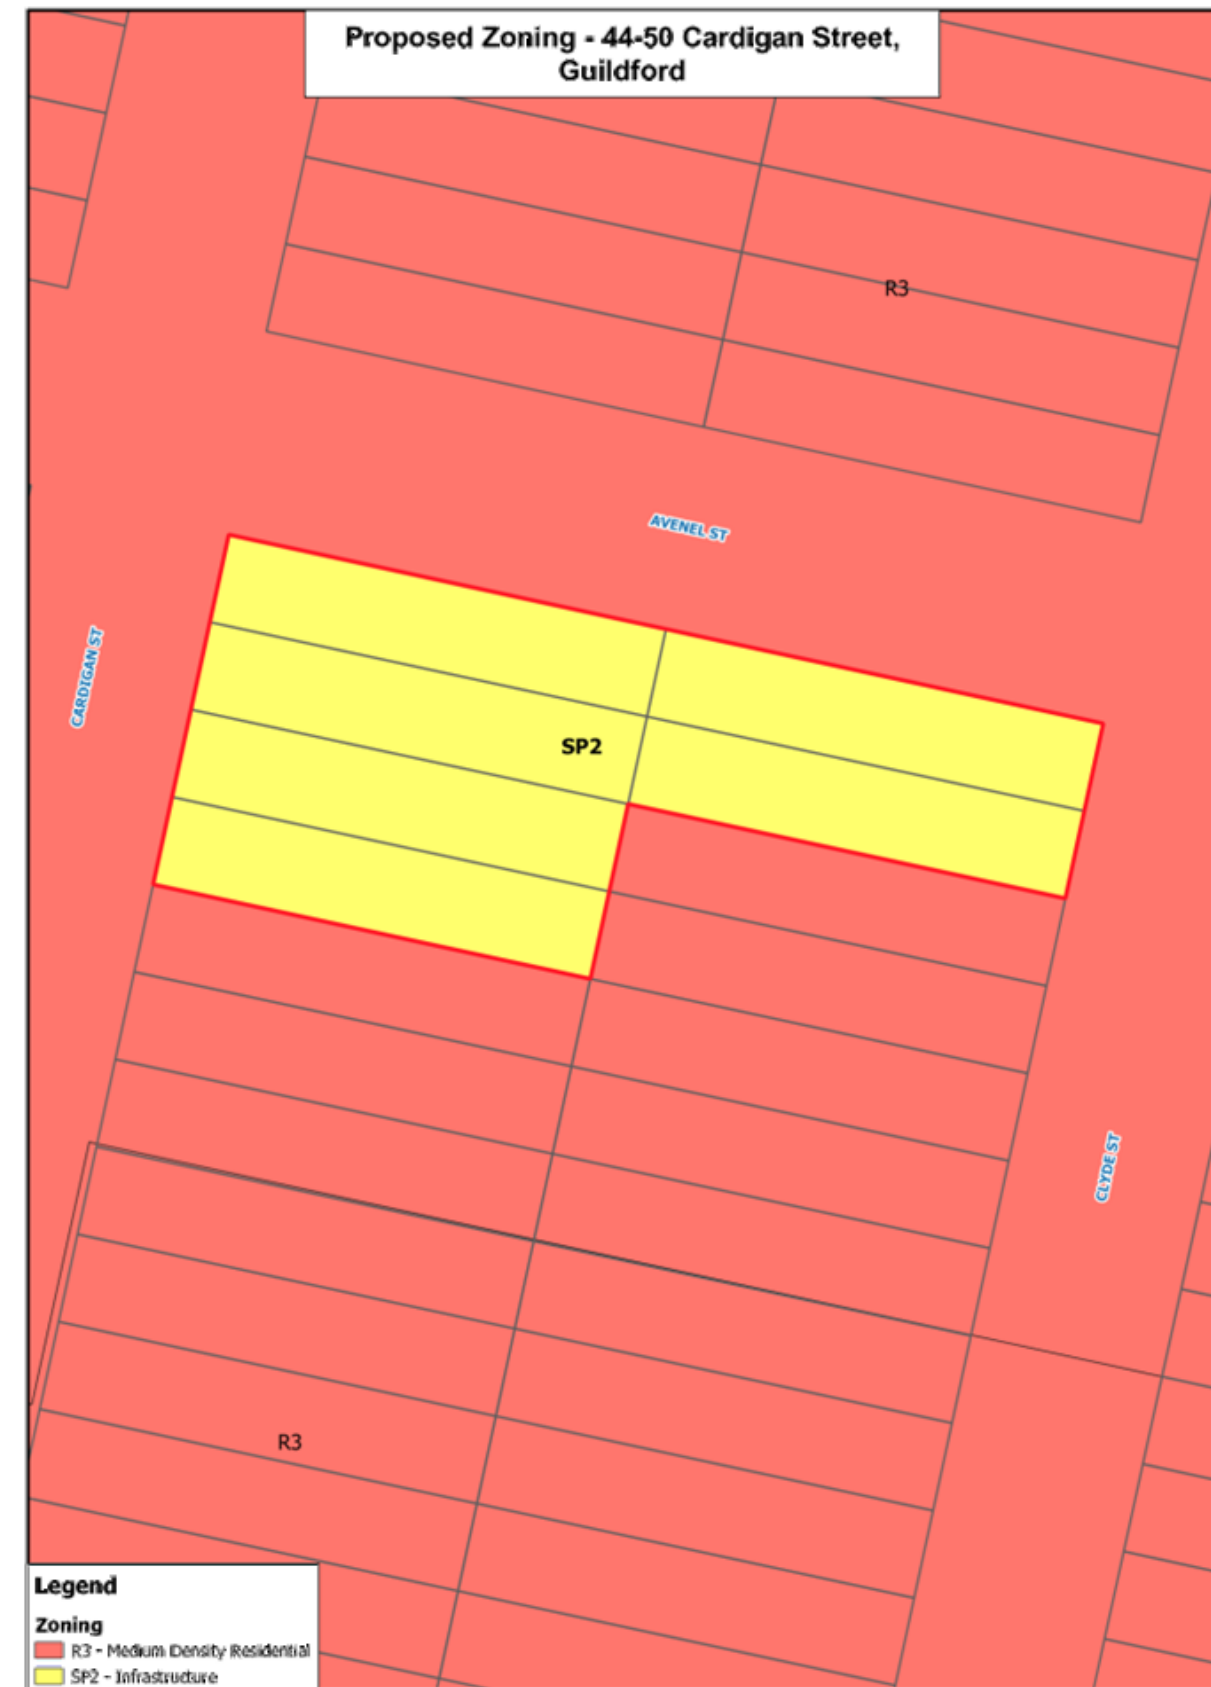 Proposed Zoning - 44-50 Cardigan Street,
Guildford
R3
AVENEL ST
CARDIGAN ST
SP2
CLYDE ST
R3
Legend
Zoning
R3 - Medium Density Residential
SP2 - Infrastructure